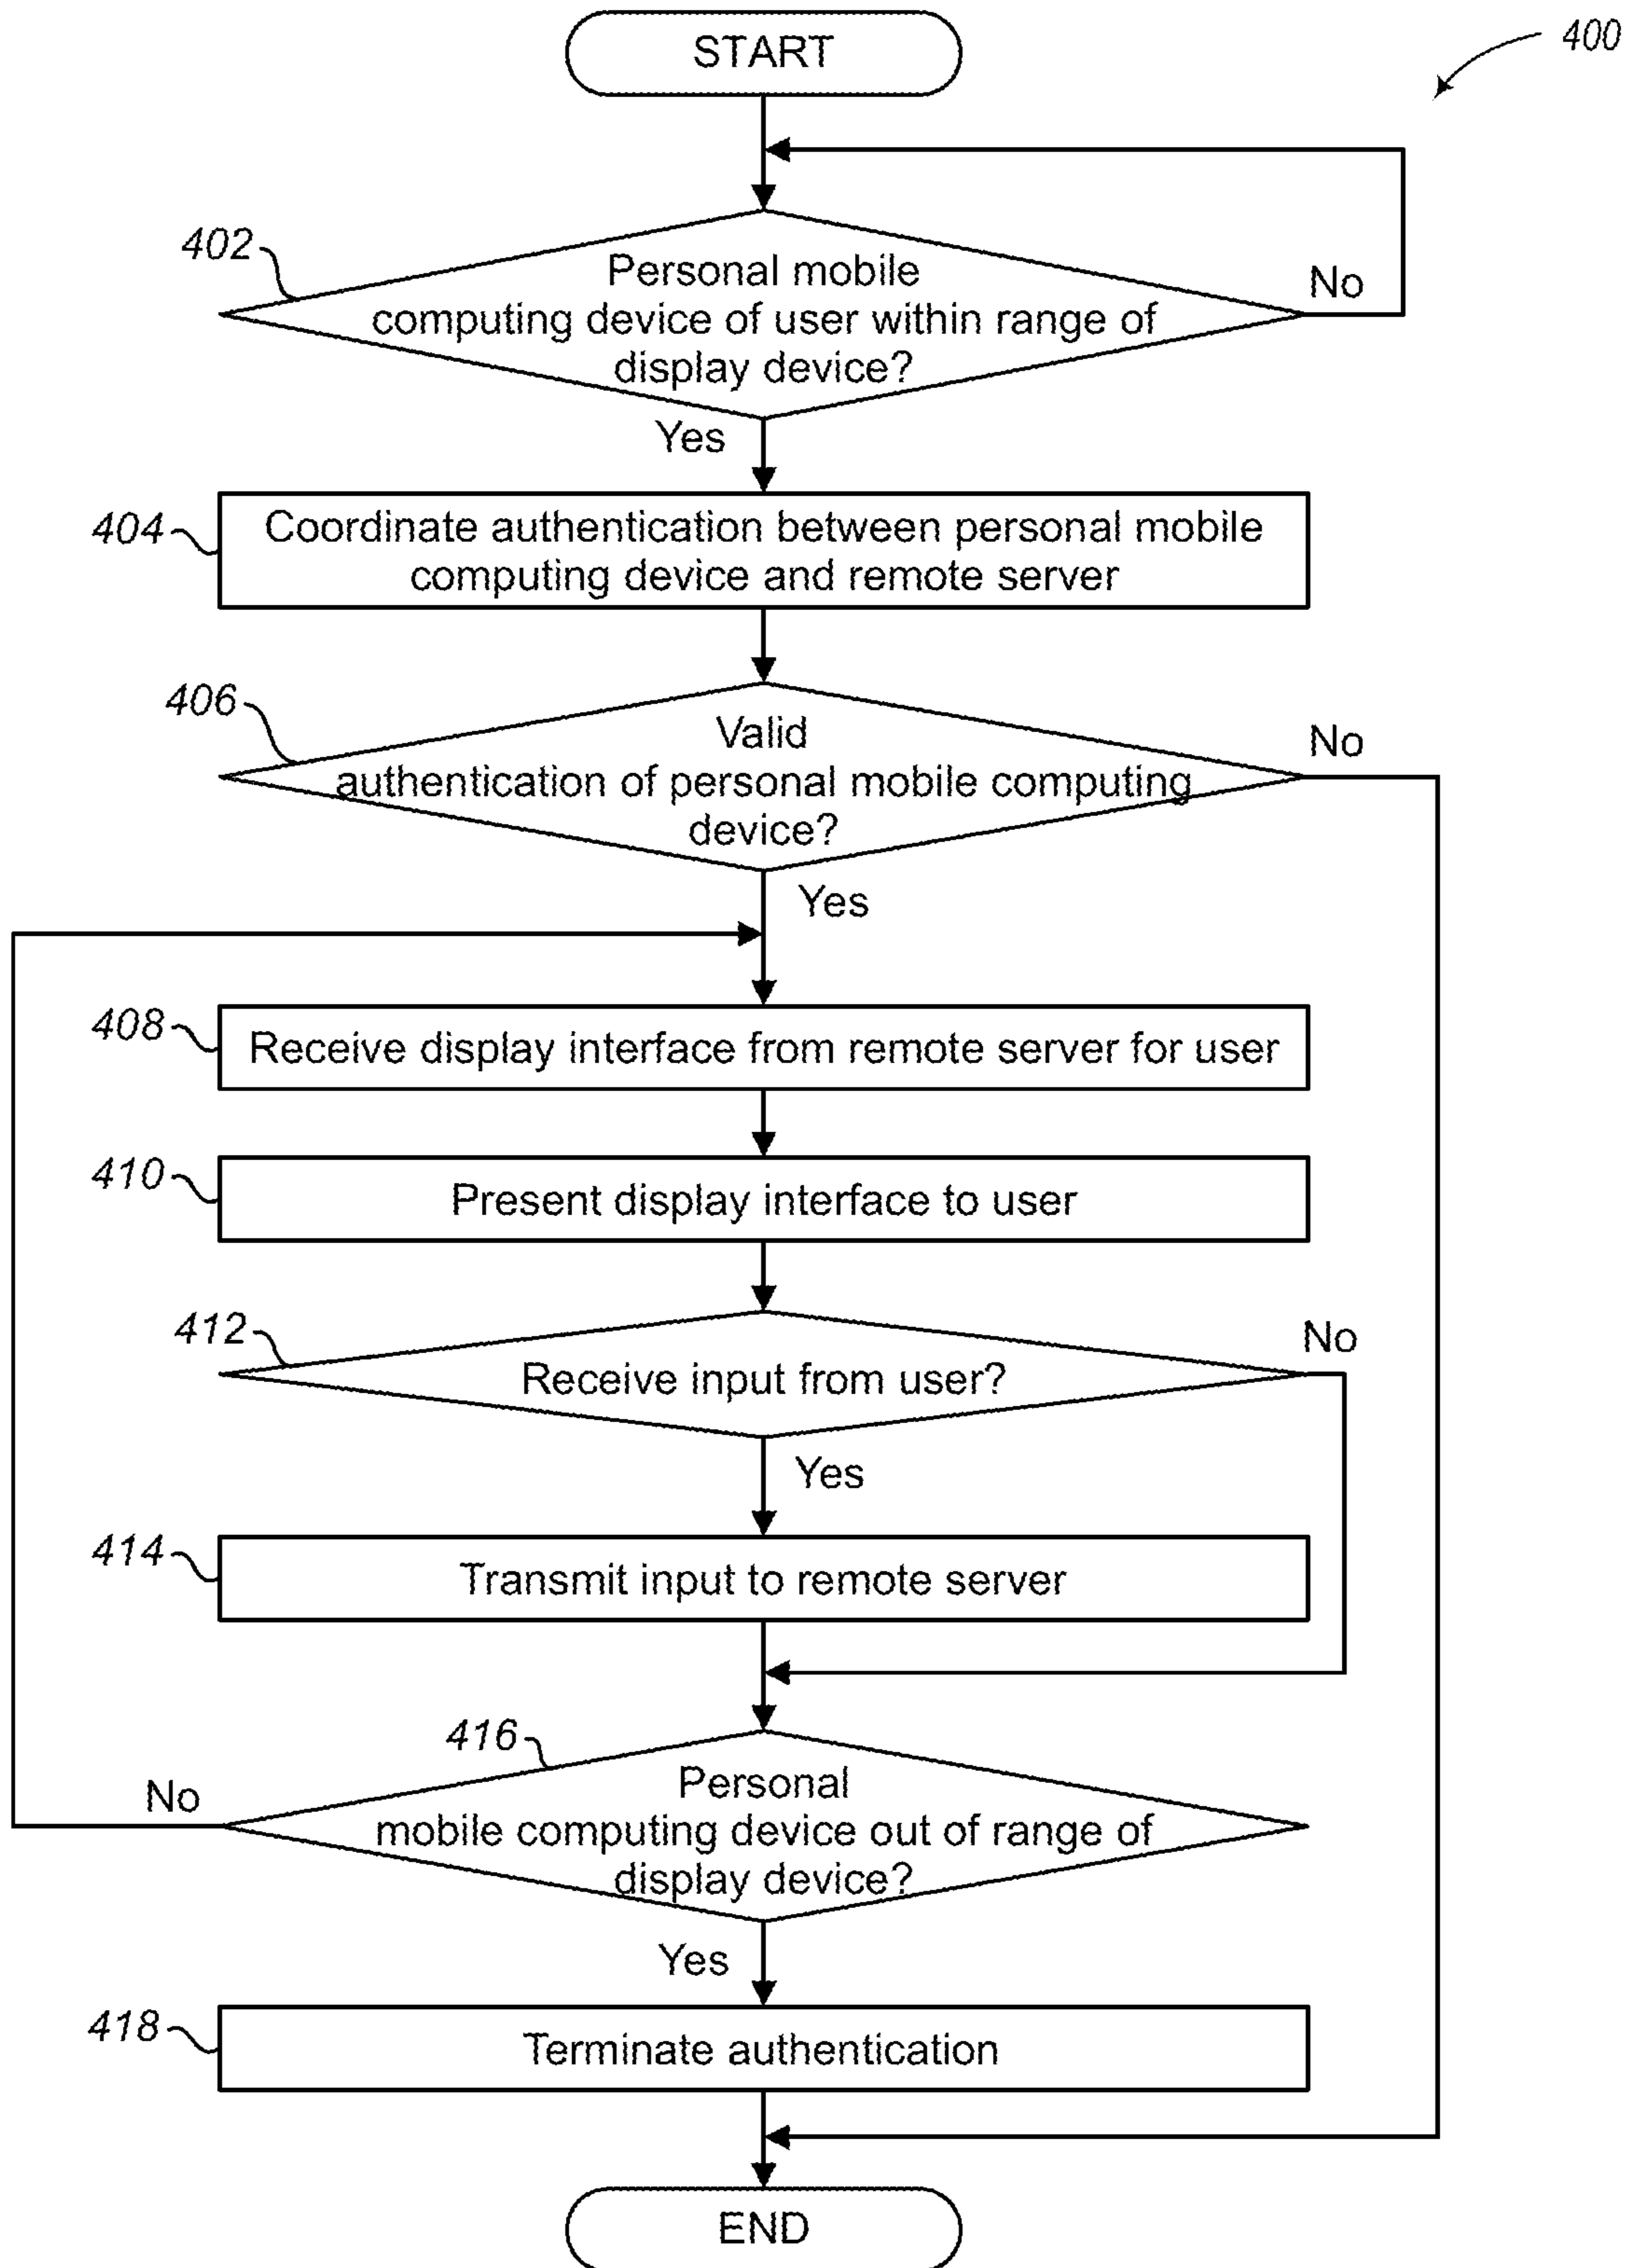 START
400
402
Personal mobile
computing device of user within range of
display device?
No
Yes
404
Coordinate authentication between personal mobile
computing device and remote server
406
Valid
authentication of personal mobile computing
device?
No
Yes
408
Receive display interface from remote server for user
410
Present display interface to user
412
Receive input from user?
No
Yes
414
Transmit input to remote server
416
Personal
mobile computing device out of range of
display device?
No
Yes
418
Terminate authentication
END